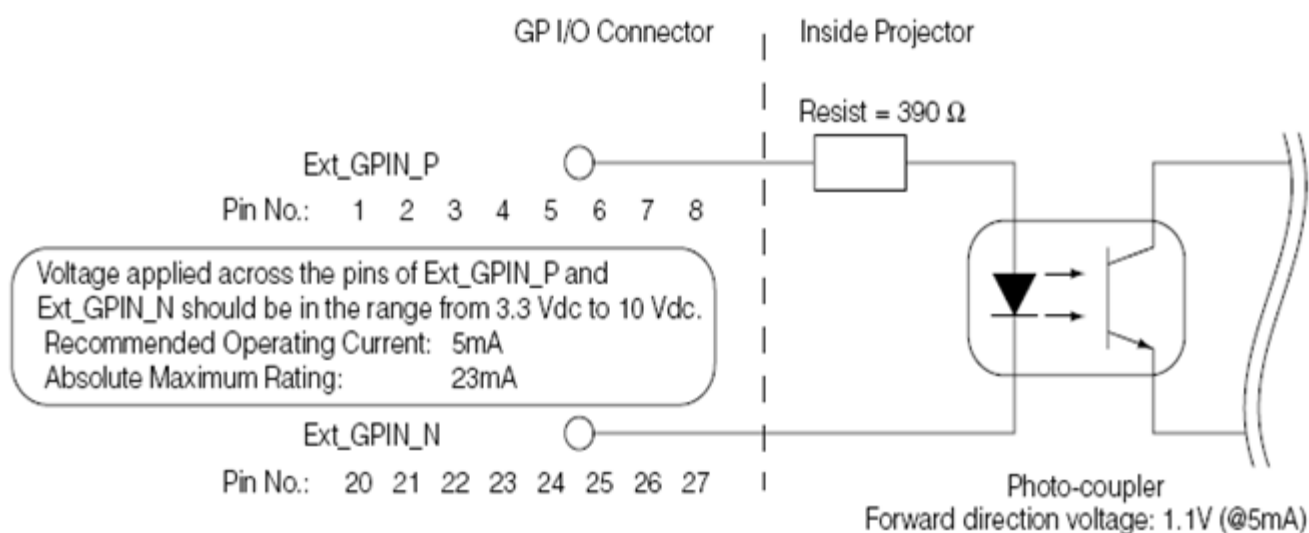 GP I/O Connector
Inside Projector
Resist = 390 Ω
Ext_GPIN_P
Pin No.: 1 2 3 4 5 6 7 8
Voltage applied across the pins of Ext_GPIN_P and
Ext_GPIN_N should be in the range from 3.3 Vdc to 10 Vdc.
Recommended Operating Current: 5mA
Absolute Maximum Rating: 23mA
Ext_GPIN_N
Pin No.: 20 21 22 23 24 25 26 27
Photo-coupler
Forward direction voltage: 1.1V (@5mA)